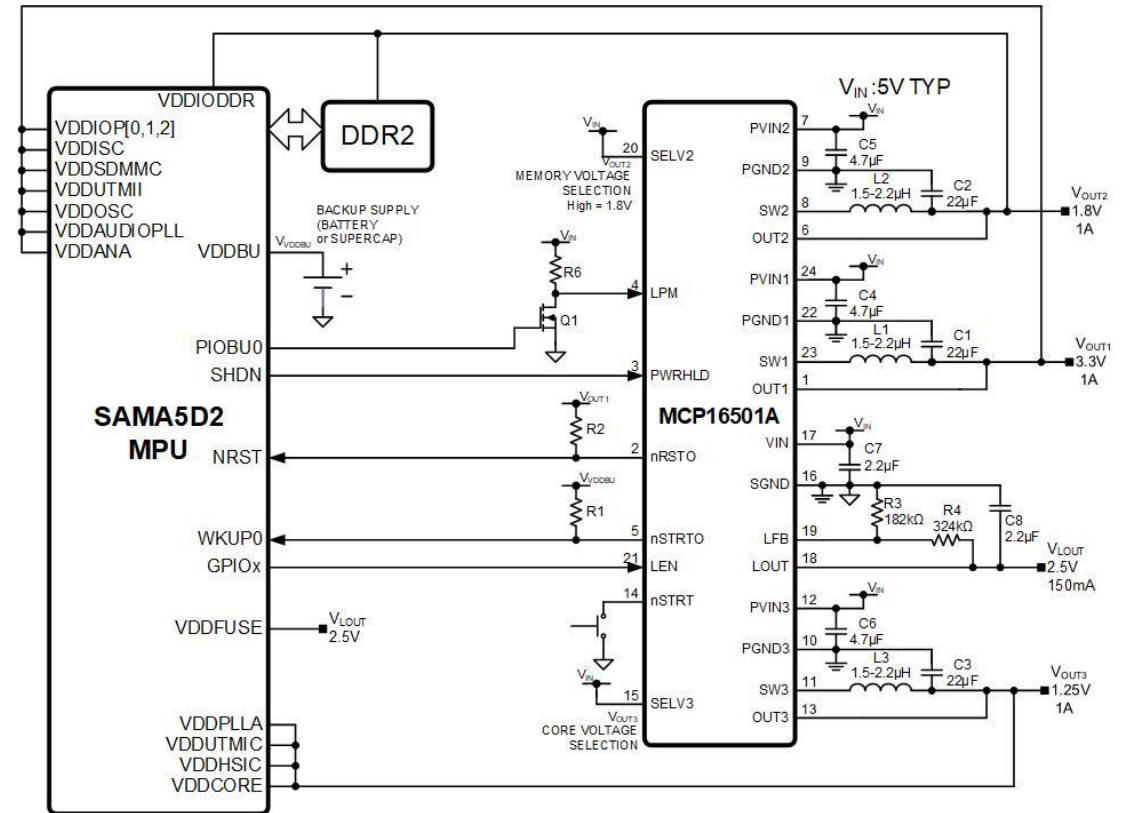 VDDIODDR
VDDIOP[0,1,2]
VDDISC
VDDSDMMC
VDDUTMII
VDDOSC
VDDAUDIOPLL
VDDANA
VDDBU
PIOBU0
SHDN
SAMA5D2
MPU
NRST
WKUP0
GPIOx
VDDFUSE
VDDPLLA
VDDUTMIC
VDDHSIC
VDDCORE
DDR2
BACKUP SUPPLY
(BATTERY
or SUPERCAP)
VVDDBU
+
−
VLOUT
2.5V
VIN
VOUT2
MEMORY VOLTAGE
SELECTION
High = 1.8V
VIN
R6
Q1
VOUT1
R2
VVDDBU
R1
VIN
VOUT3
CORE VOLTAGE
SELECTION
20 SELV2
4 LPM
3 PWRHLD
MCP16501A
2 nRSTO
5 nSTRTO
21 LEN
14 nSTRT
15 SELV3
VIN :5V TYP
PVIN2 7
VIN
C5
4.7µF
PGND2 9
L2
1.5-2.2µH
C2
22µF
SW2 8
OUT2 6
VOUT2
1.8V
1A
PVIN1 24
VIN
C4
4.7µF
PGND1 22
L1
1.5-2.2µH
C1
22µF
SW1 23
OUT1 1
VOUT1
3.3V
1A
VIN 17
VIN
C7
2.2µF
SGND 16
R3
182kΩ
R4
324kΩ
C8
2.2µF
LFB 19
LOUT 18
VLOUT
2.5V
150mA
PVIN3 12
VIN
C6
4.7µF
PGND3 10
L3
1.5-2.2µH
C3
22µF
SW3 11
OUT3 13
VOUT3
1.25V
1A